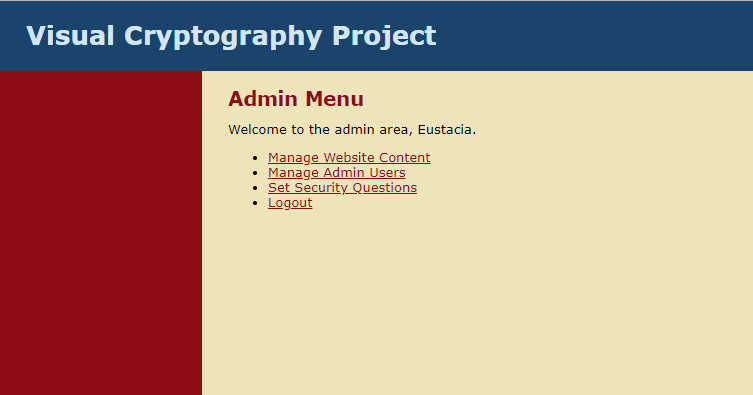 Visual Cryptography Project
Admin Menu
Welcome to the admin area, Eustacia.
Manage Website Content
Manage Admin Users
Set Security Questions
Logout